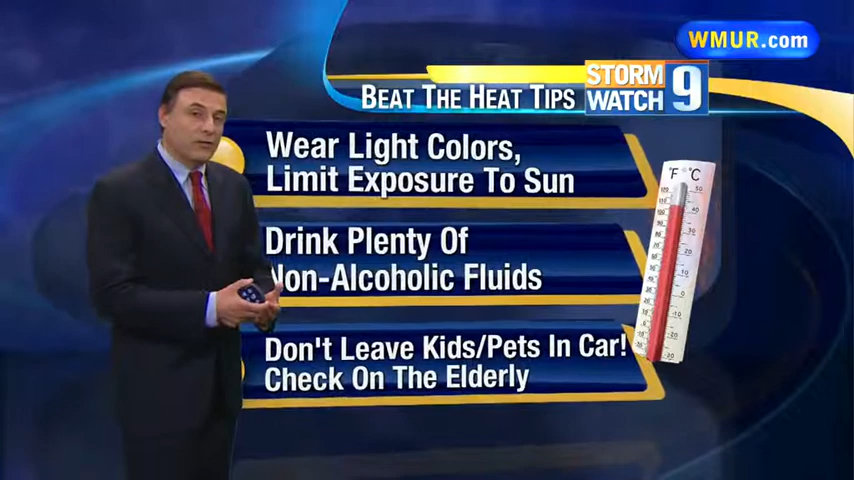 WMUR.com
STORM
WATCH 9
BEAT THE HEAT TIPS
Wear Light Colors,
Limit Exposure To Sun
Drink Plenty Of
Non-Alcoholic Fluids
Don't Leave Kids/Pets In Car!
Check On The Elderly
°F °C